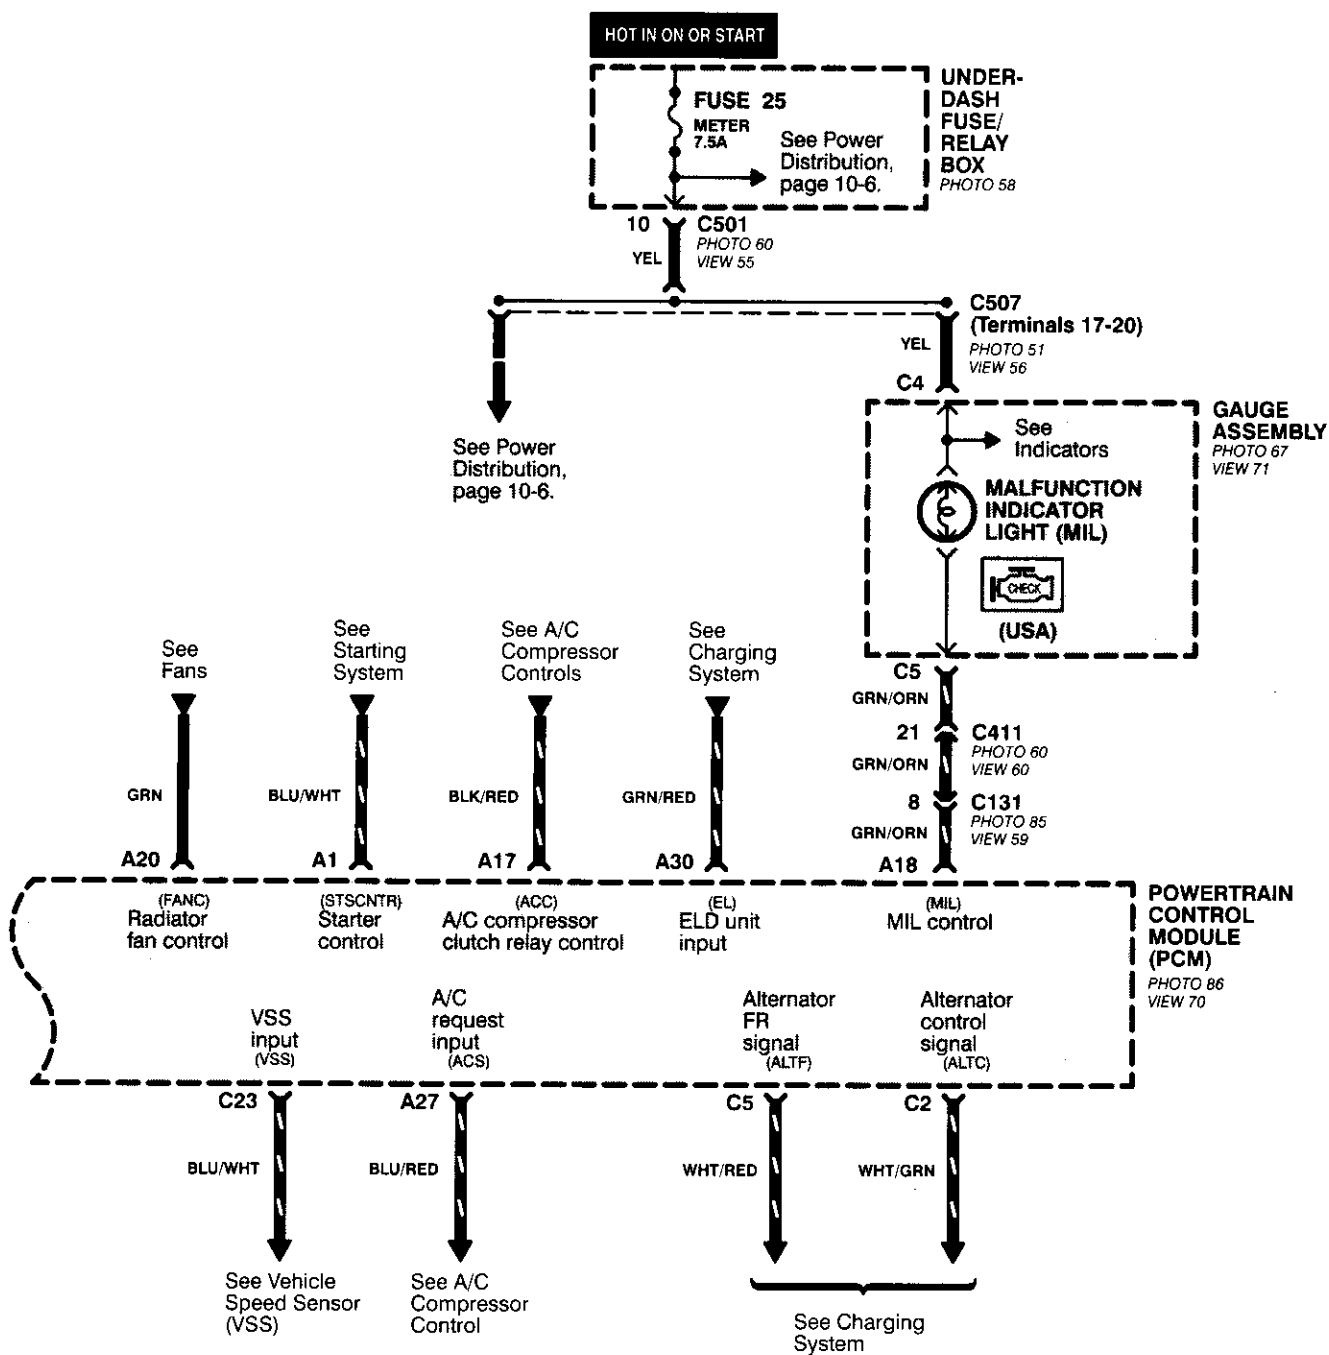 HOT IN ON OR START
FUSE 25
METER
7.5A
See Power
Distribution,
page 10-6.
UNDER-
DASH
FUSE/
RELAY
BOX
PHOTO 58
10
C501
PHOTO 60
VIEW 55
YEL
C507
(Terminals 17-20)
PHOTO 51
VIEW 56
YEL
C4
See Power
Distribution,
page 10-6.
See
Indicators
GAUGE
ASSEMBLY
PHOTO 67
VIEW 71
MALFUNCTION
INDICATOR
LIGHT (MIL)
CHECK
(USA)
See
Fans
See
Starting
System
See A/C
Compressor
Controls
See
Charging
System
C5
GRN/ORN
21
C411
PHOTO 60
VIEW 60
GRN/ORN
8
C131
PHOTO 85
VIEW 59
GRN/ORN
GRN
BLU/WHT
BLK/RED
GRN/RED
A20
A1
A17
A30
A18
(FANC)
Radiator
fan control
(STSCNTR)
Starter
control
(ACC)
A/C compressor
clutch relay control
(EL)
ELD unit
input
(MIL)
MIL control
POWERTRAIN
CONTROL
MODULE
(PCM)
PHOTO 86
VIEW 70
VSS
input
(VSS)
A/C
request
input
(ACS)
Alternator
FR
signal
(ALTF)
Alternator
control
signal
(ALTC)
C23
A27
C5
C2
BLU/WHT
BLU/RED
WHT/RED
WHT/GRN
See Vehicle
Speed Sensor
(VSS)
See A/C
Compressor
Control
See Charging
System